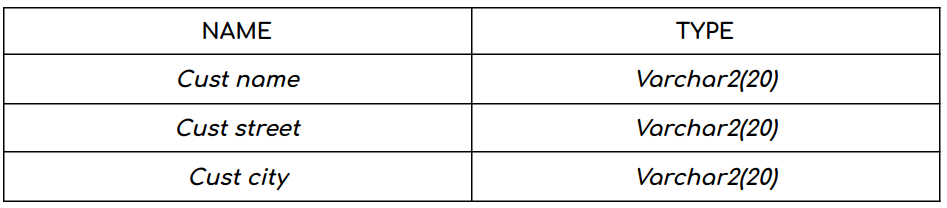 NAME TYPE
Cust name Varchar2(20)
Cust street Varchar2(20)
Cust city Varchar2(20)